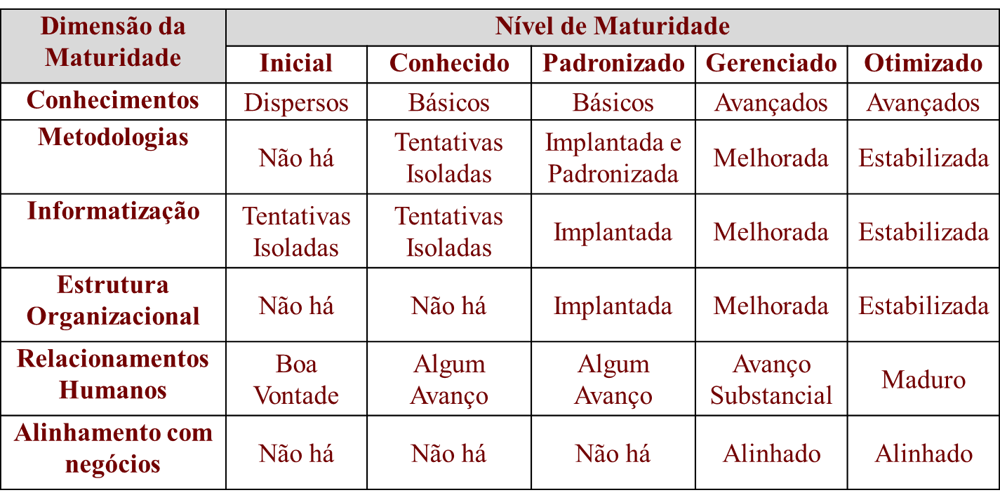 Dimensão da Maturidade | Nível de Maturidade
Inicial | Conhecido | Padronizado | Gerenciado | Otimizado
Conhecimentos | Dispersos | Básicos | Básicos | Avançados | Avançados
Metodologias | Não há | Tentativas Isoladas | Implantada e Padronizada | Melhorada | Estabilizada
Informatização | Tentativas Isoladas | Tentativas Isoladas | Implantada | Melhorada | Estabilizada
Estrutura Organizacional | Não há | Não há | Implantada | Melhorada | Estabilizada
Relacionamentos Humanos | Boa Vontade | Algum Avanço | Algum Avanço | Avanço Substancial | Maduro
Alinhamento com negócios | Não há | Não há | Não há | Alinhado | Alinhado